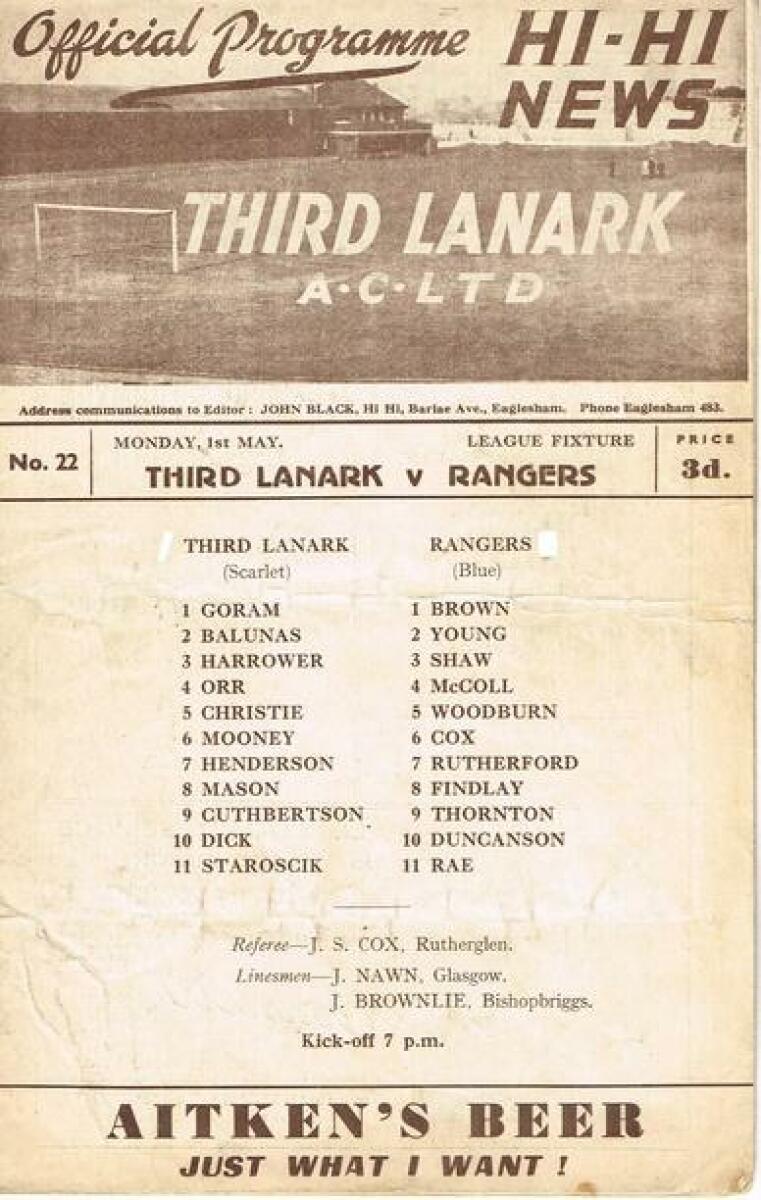 Official Programme HI-HI
NEWS
THIRD LANARK
A·C·LTD
Address communications to Editor: JOHN BLACK, Hi Hi, Barlae Ave., Eaglesham. Phone Eaglesham 483.
No. 22
MONDAY, 1st MAY. LEAGUE FIXTURE
THIRD LANARK v RANGERS
PRICE
3d.
THIRD LANARK RANGERS
(Scarlet) (Blue)
1 GORAM 1 BROWN
2 BALUNAS 2 YOUNG
3 HARROWER 3 SHAW
4 ORR 4 McCOLL
5 CHRISTIE 5 WOODBURN
6 MOONEY 6 COX
7 HENDERSON 7 RUTHERFORD
8 MASON 8 FINDLAY
9 CUTHBERTSON 9 THORNTON
10 DICK 10 DUNCANSON
11 STAROSCIK 11 RAE
Referee—J. S. COX, Rutherglen.
Linesmen—J. NAWN, Glasgow.
J. BROWNLIE, Bishopbriggs.
Kick-off 7 p.m.
AITKEN'S BEER
JUST WHAT I WANT!